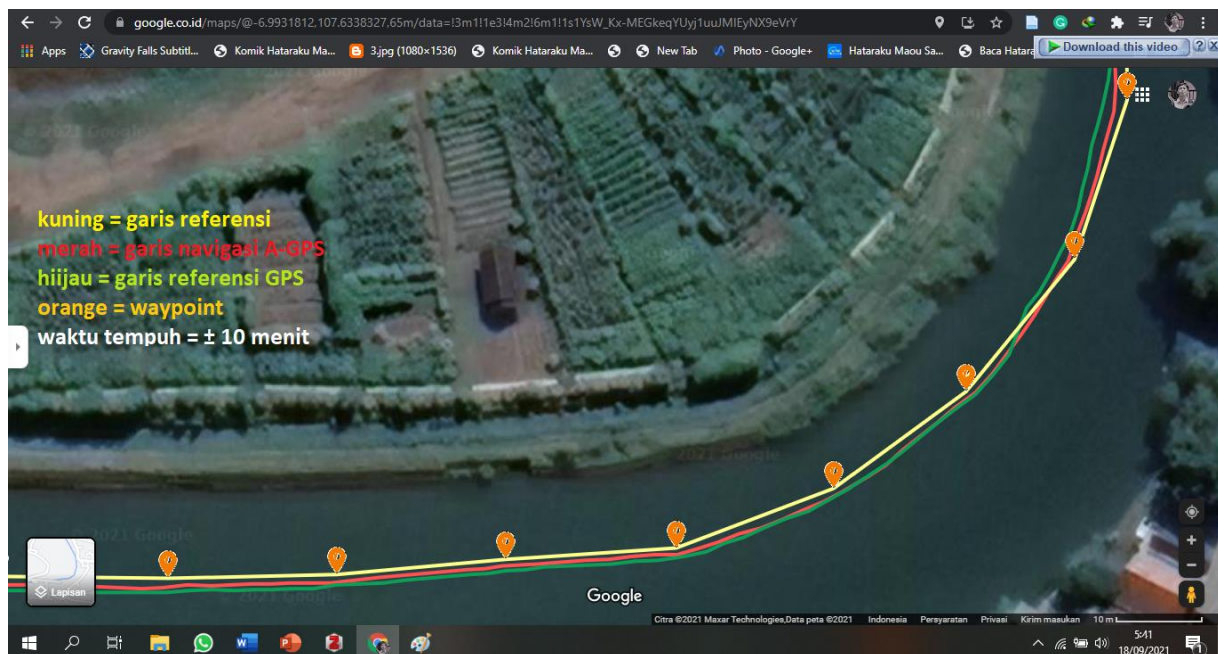 google.co.id/maps/@-6.9931812,107.6338327,65m/data=!3m1!1e3!4m2!6m1!1s1YsW_Kx-MEGkeqYUyj1uuJMIEyNX9eVrY
Apps Gravity Falls Subtitl... Komik Hataraku Ma... 3.jpg (1080×1536) Komik Hataraku Ma... New Tab Photo - Google+ Hataraku Maou Sa... Baca Hatara
Download this video
© 2021 Google
kuning = garis referensi
merah = garis navigasi A-GPS
hiijau = garis referensi GPS
orange = waypoint
waktu tempuh = ± 10 menit
2021 Google
2021 Google
Lapisan
© 2021 Google
Google
Citra ©2021 Maxar Technologies,Data peta ©2021 Indonesia Persyaratan Privasi Kirim masukan 10 m
5:41
18/09/2021